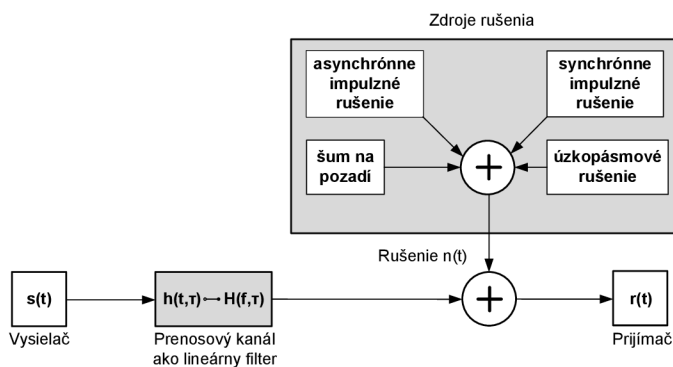 Zdroje rušenia
asynchrónne
impulzné
rušenie
synchrónne
impulzné
rušenie
šum na
pozadí
+
úzkopásmové
rušenie
Rušenie n(t)
s(t)
h(t,τ) ⊶ H(f,τ)
+
r(t)
Vysielač
Prenosový kanál
ako lineárny filter
Prijímač